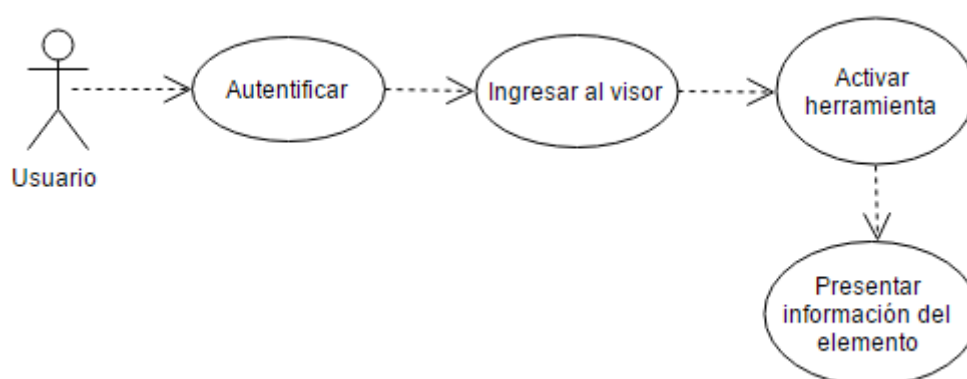 Usuario
Autentificar
Ingresar al visor
Activar
herramienta
Presentar
información del
elemento